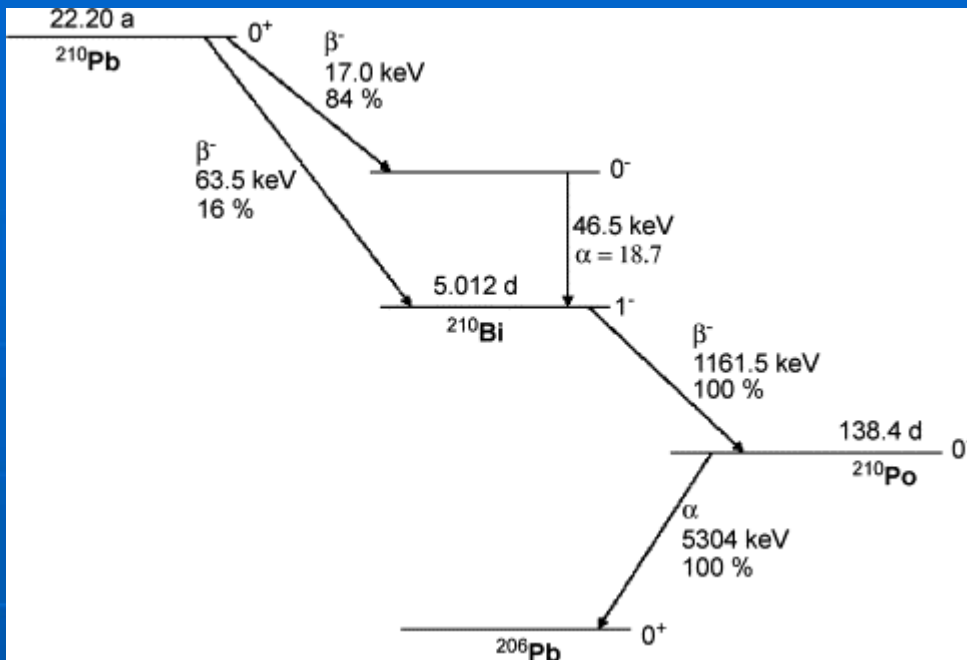 22.20 a
0⁺
²¹⁰Pb
β⁻
17.0 keV
84 %
β⁻
63.5 keV
16 %
0⁻
46.5 keV
α = 18.7
5.012 d
1⁻
²¹⁰Bi
β⁻
1161.5 keV
100 %
138.4 d
0
²¹⁰Po
α
5304 keV
100 %
0⁺
²⁰⁶Pb